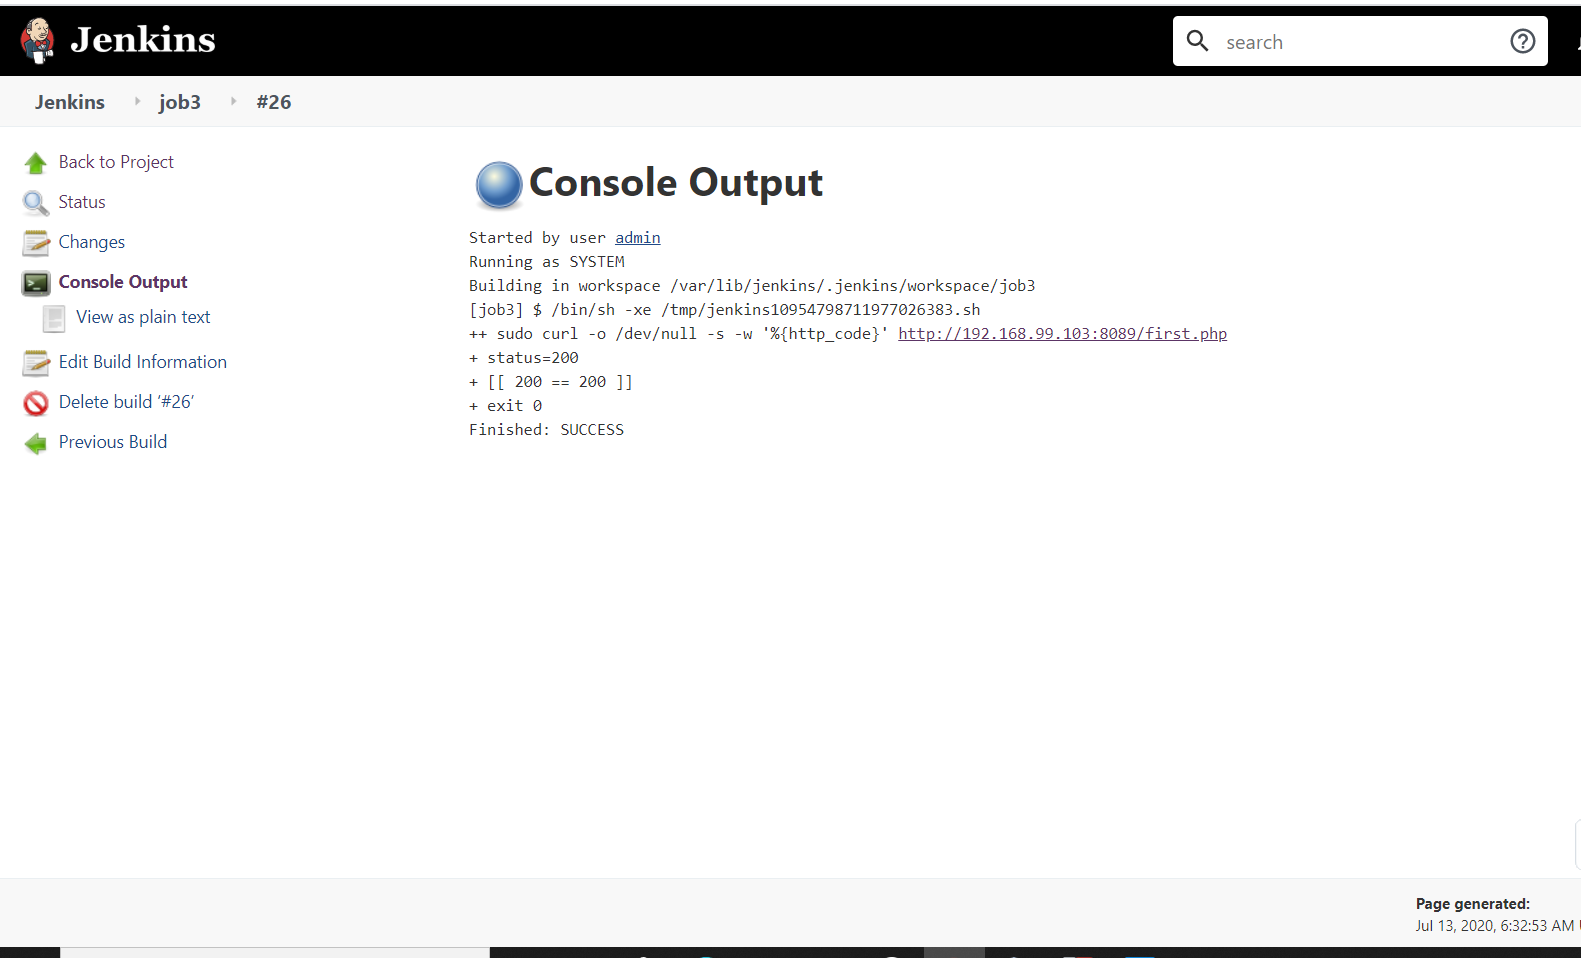 Jenkins
search
Jenkins job3 #26
Back to Project
Status
Changes
Console Output
View as plain text
Edit Build Information
Delete build ‘#26’
Previous Build
Console Output
Started by user admin
Running as SYSTEM
Building in workspace /var/lib/jenkins/.jenkins/workspace/job3
[job3] $ /bin/sh -xe /tmp/jenkins10954798711977026383.sh
++ sudo curl -o /dev/null -s -w '%{http_code}' http://192.168.99.103:8089/first.php
+ status=200
+ [[ 200 == 200 ]]
+ exit 0
Finished: SUCCESS
Page generated:
Jul 13, 2020, 6:32:53 AM